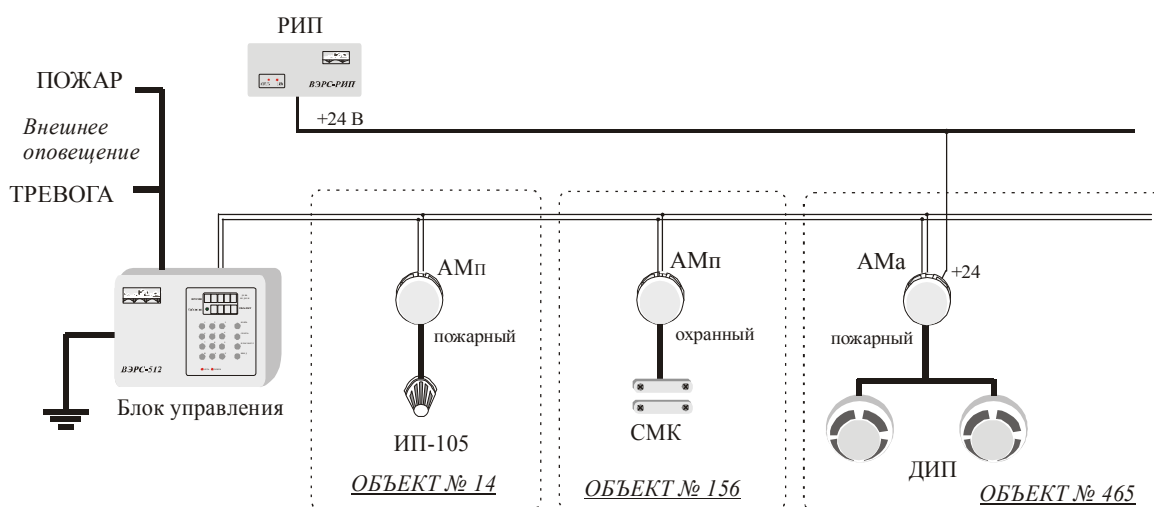 РИП
ВЭРС-РИП
+24 В
ПОЖАР
Внешнее
оповещение
ТРЕВОГА
ВЭРС-512
Блок управления
АМп
пожарный
ИП-105
ОБЪЕКТ № 14
АМп
охранный
СМК
ОБЪЕКТ № 156
АМа
+24
пожарный
ДИП
ОБЪЕКТ № 465